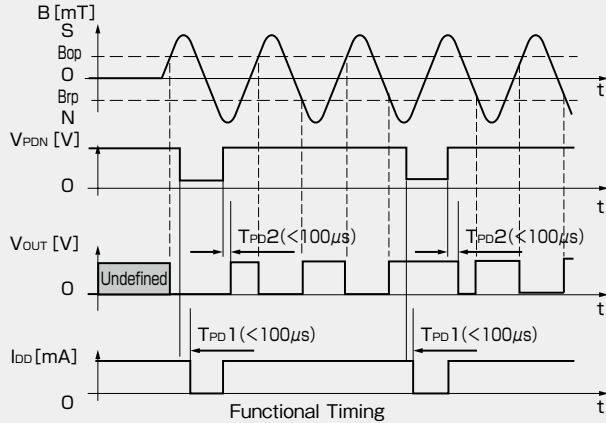 B [mT]
S
Bop
0
t
Brp
N
VPDN [V]
0
t
TPD2(<100μs)
TPD2(<100μs)
VOUT [V]
Undefined
0
t
TPD1(<100μs)
TPD1(<100μs)
IDD [mA]
0
t
Functional Timing